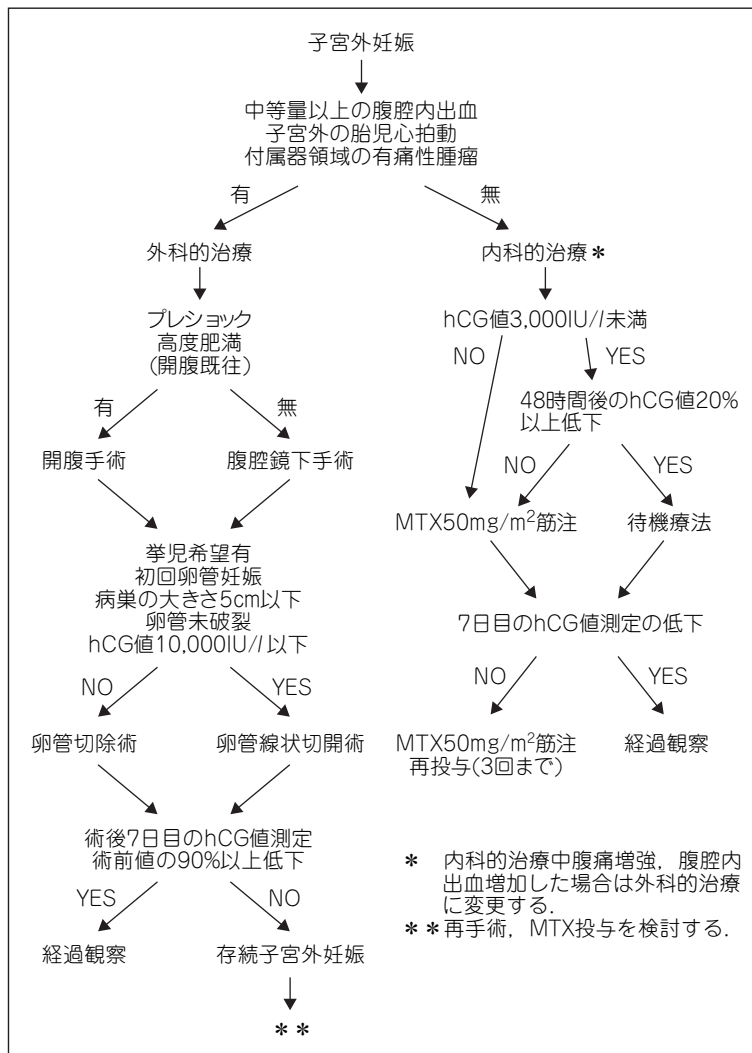 子宮外妊娠
中等量以上の腹腔内出血
子宮外の胎児心拍動
付属器領域の有痛性腫瘤
有
無
外科的治療
内科的治療＊
プレショック
高度肥満
(開腹既往)
hCG値3,000IU/l未満
NO
YES
有
無
48時間後のhCG値20%
以上低下
開腹手術
腹腔鏡下手術
NO
YES
MTX50mg/m²筋注
待機療法
挙児希望有
初回卵管妊娠
病巣の大きさ5cm以下
卵管未破裂
hCG値10,000IU/l以下
7日目のhCG値測定の低下
NO
YES
NO
YES
卵管切除術
卵管線状切開術
MTX50mg/m²筋注
再投与(3回まで)
経過観察
術後7日目のhCG値測定
術前値の90%以上低下
YES
NO
経過観察
存続子宮外妊娠
＊＊
＊ 内科的治療中腹痛増強，腹腔内
出血増加した場合は外科的治療
に変更する．
＊＊再手術，MTX投与を検討する．